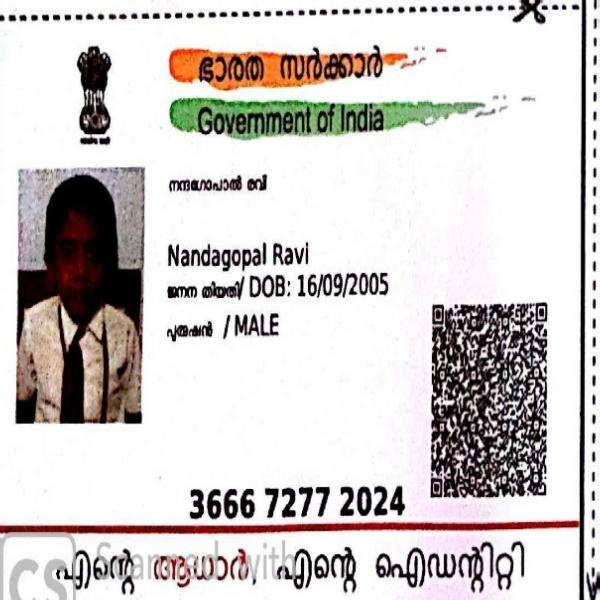 ഭാരത സർക്കാർ
Government of India
നന്ദഗോപാൽ രവി
Nandagopal Ravi
ജനന തിയതി/ DOB: 16/09/2005
പുരുഷൻ / MALE
3666 7277 2024
എന്റെ ആധാർ, എന്റെ ഐഡന്റിറ്റി
CS Scanned with